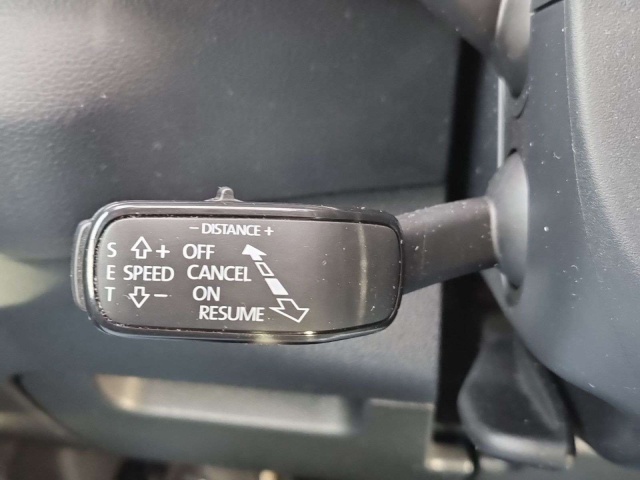 - DISTANCE +
S + OFF
E SPEED CANCEL
T - ON
RESUME